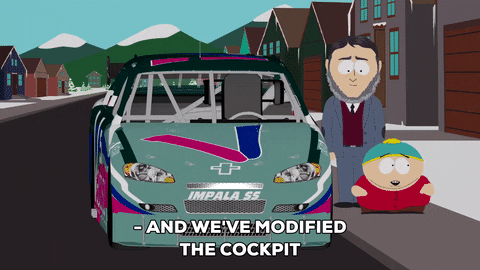 IMPALA SS
- AND WE'VE MODIFIED
THE COCKPIT